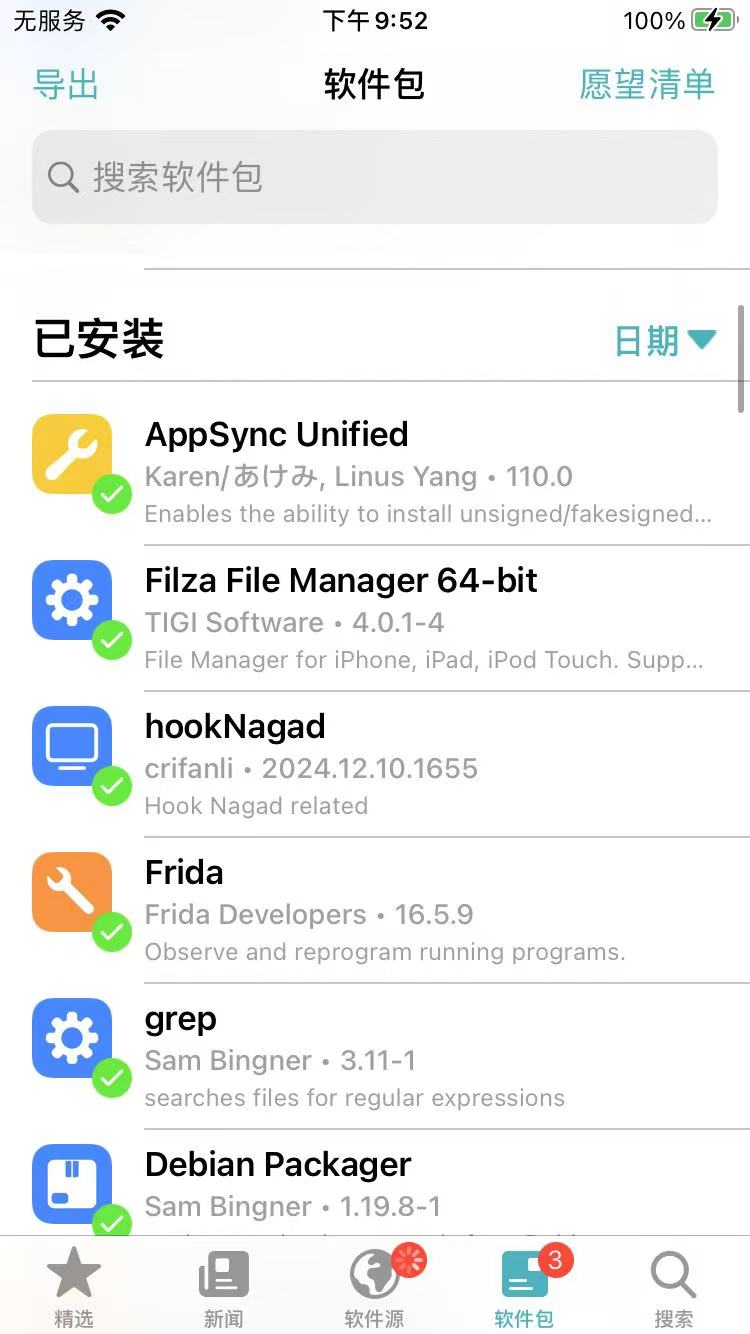 无服务 下午9:52 100%
导出 软件包 愿望清单
搜索软件包
已安装 日期
AppSync Unified
Karen/あけみ, Linus Yang • 110.0
Enables the ability to install unsigned/fakesigned...
Filza File Manager 64-bit
TIGI Software • 4.0.1-4
File Manager for iPhone, iPad, iPod Touch. Supp...
hookNagad
crifanli • 2024.12.10.1655
Hook Nagad related
Frida
Frida Developers • 16.5.9
Observe and reprogram running programs.
grep
Sam Bingner • 3.11-1
searches files for regular expressions
Debian Packager
Sam Bingner • 1.19.8-1
3
精选 新闻 软件源 软件包 搜索